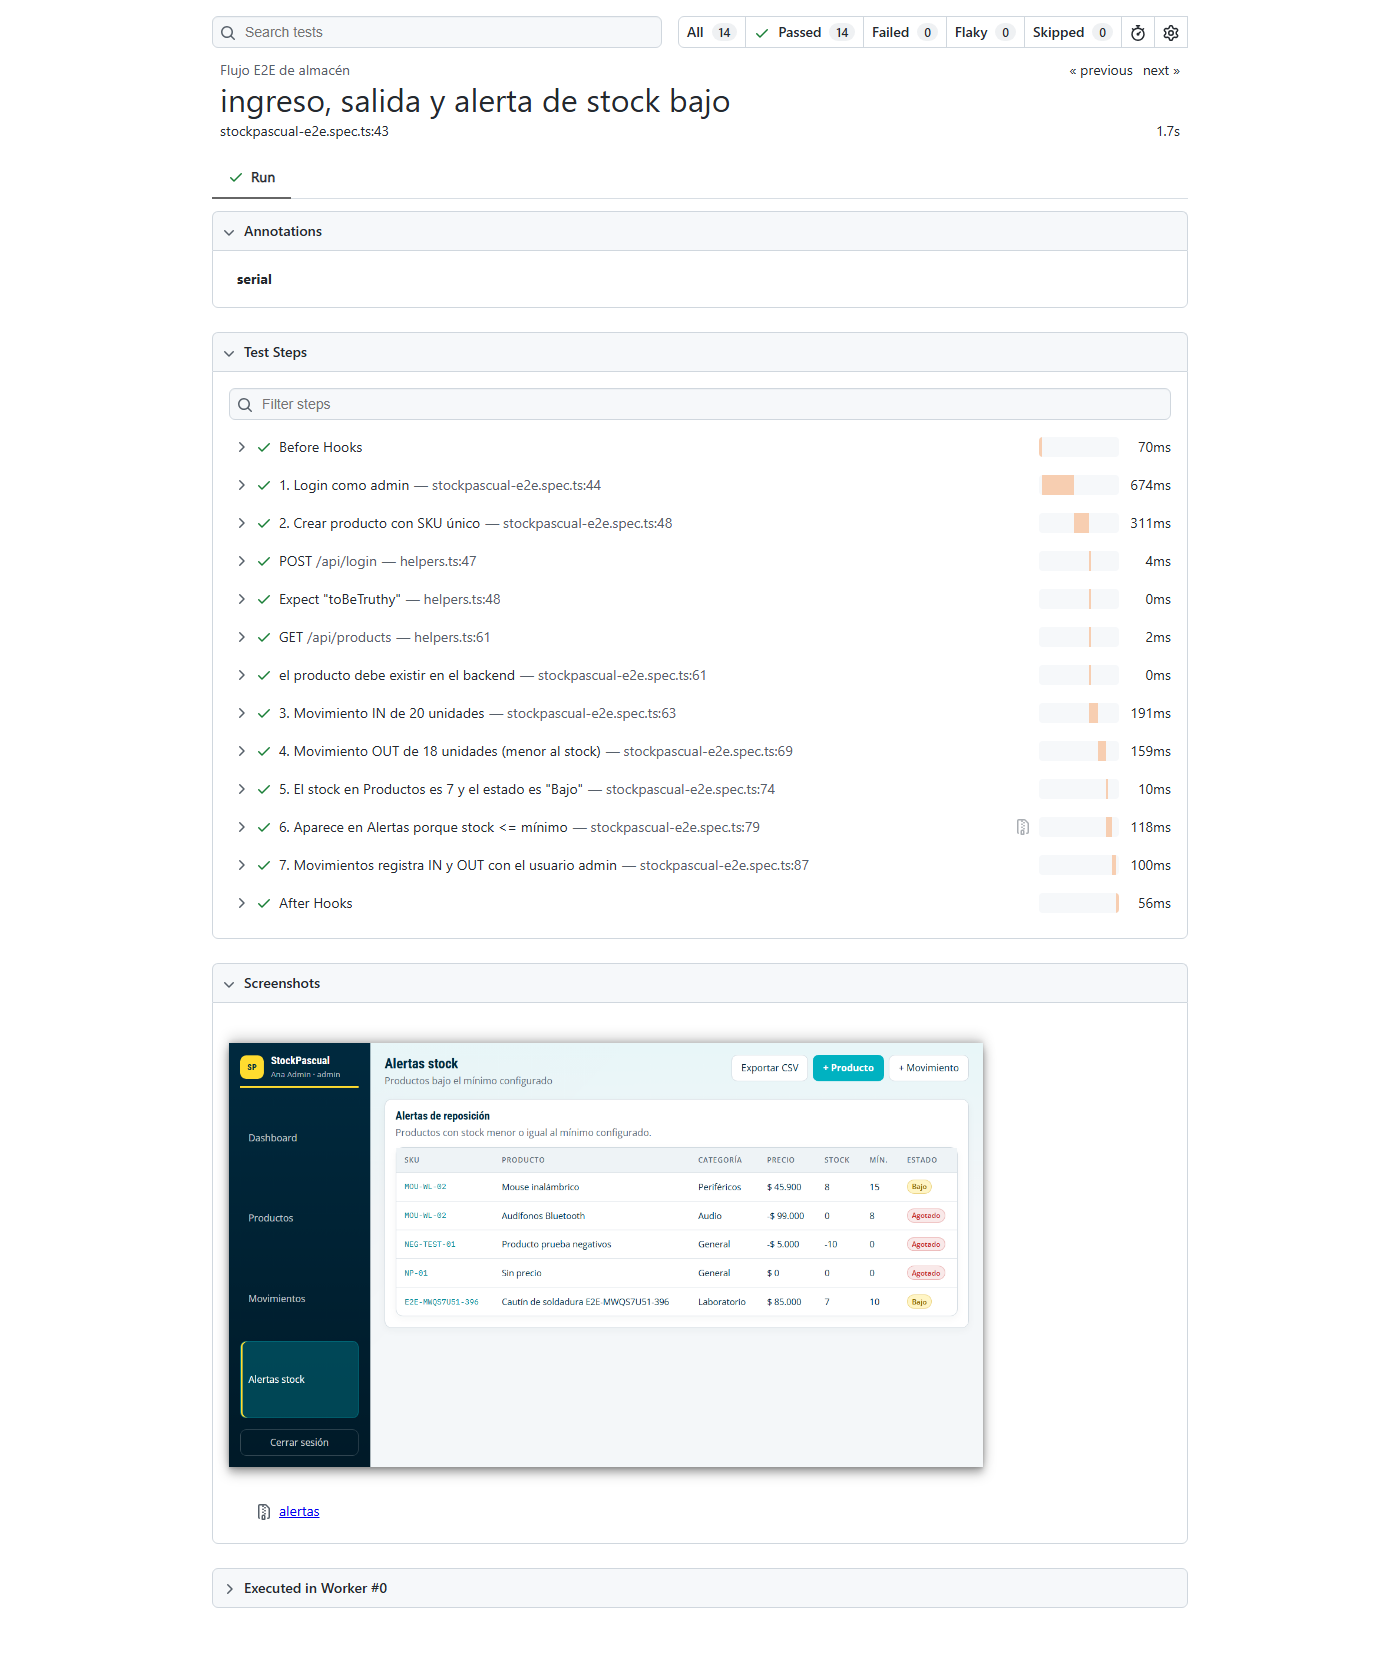 Search tests
All 14
Passed 14
Failed 0
Flaky 0
Skipped 0
Flujo E2E de almacén
« previous next »
ingreso, salida y alerta de stock bajo
stockpascual-e2e.spec.ts:43
1.7s
Run
Annotations
serial
Test Steps
Filter steps
Before Hooks 70ms
1. Login como admin — stockpascual-e2e.spec.ts:44 674ms
2. Crear producto con SKU único — stockpascual-e2e.spec.ts:48 311ms
POST /api/login — helpers.ts:47 4ms
Expect "toBeTruthy" — helpers.ts:48 0ms
GET /api/products — helpers.ts:61 2ms
el producto debe existir en el backend — stockpascual-e2e.spec.ts:61 0ms
3. Movimiento IN de 20 unidades — stockpascual-e2e.spec.ts:63 191ms
4. Movimiento OUT de 18 unidades (menor al stock) — stockpascual-e2e.spec.ts:69 159ms
5. El stock en Productos es 7 y el estado es "Bajo" — stockpascual-e2e.spec.ts:74 10ms
6. Aparece en Alertas porque stock <= mínimo — stockpascual-e2e.spec.ts:79 118ms
7. Movimientos registra IN y OUT con el usuario admin — stockpascual-e2e.spec.ts:87 100ms
After Hooks 56ms
Screenshots
SP
StockPascual
Ana Admin · admin
Dashboard
Productos
Movimientos
Alertas stock
Cerrar sesión
Alertas stock
Productos bajo el mínimo configurado
Exportar CSV
+ Producto
+ Movimiento
Alertas de reposición
Productos con stock menor o igual al mínimo configurado.
SKU PRODUCTO CATEGORÍA PRECIO STOCK MÍN. ESTADO
MOU-WL-02 Mouse inalámbrico Periféricos $ 45.900 8 15 Bajo
MOU-WL-02 Audífonos Bluetooth Audio -$ 99.000 0 8 Agotado
NEG-TEST-01 Producto prueba negativos General -$ 5.000 -10 0 Agotado
NP-01 Sin precio General $ 0 0 0 Agotado
E2E-MWQS7U51-396 Cautín de soldadura E2E-MWQS7U51-396 Laboratorio $ 85.000 7 10 Bajo
alertas
Executed in Worker #0